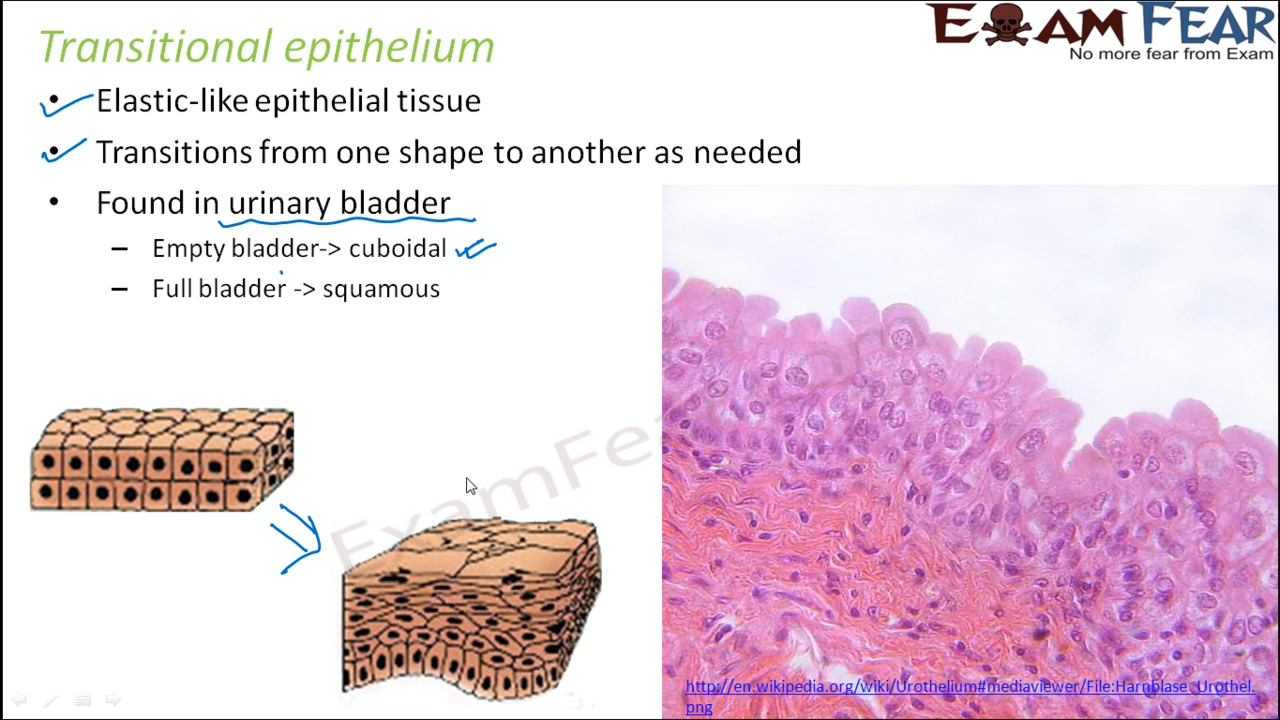 Transitional epithelium
EXAM FEAR
No more fear from Exam
• Elastic-like epithelial tissue
• Transitions from one shape to another as needed
• Found in urinary bladder
– Empty bladder-> cuboidal
– Full bladder -> squamous
http://en.wikipedia.org/wiki/Urothelium#mediaviewer/File:Harnblase_Urothel.
png